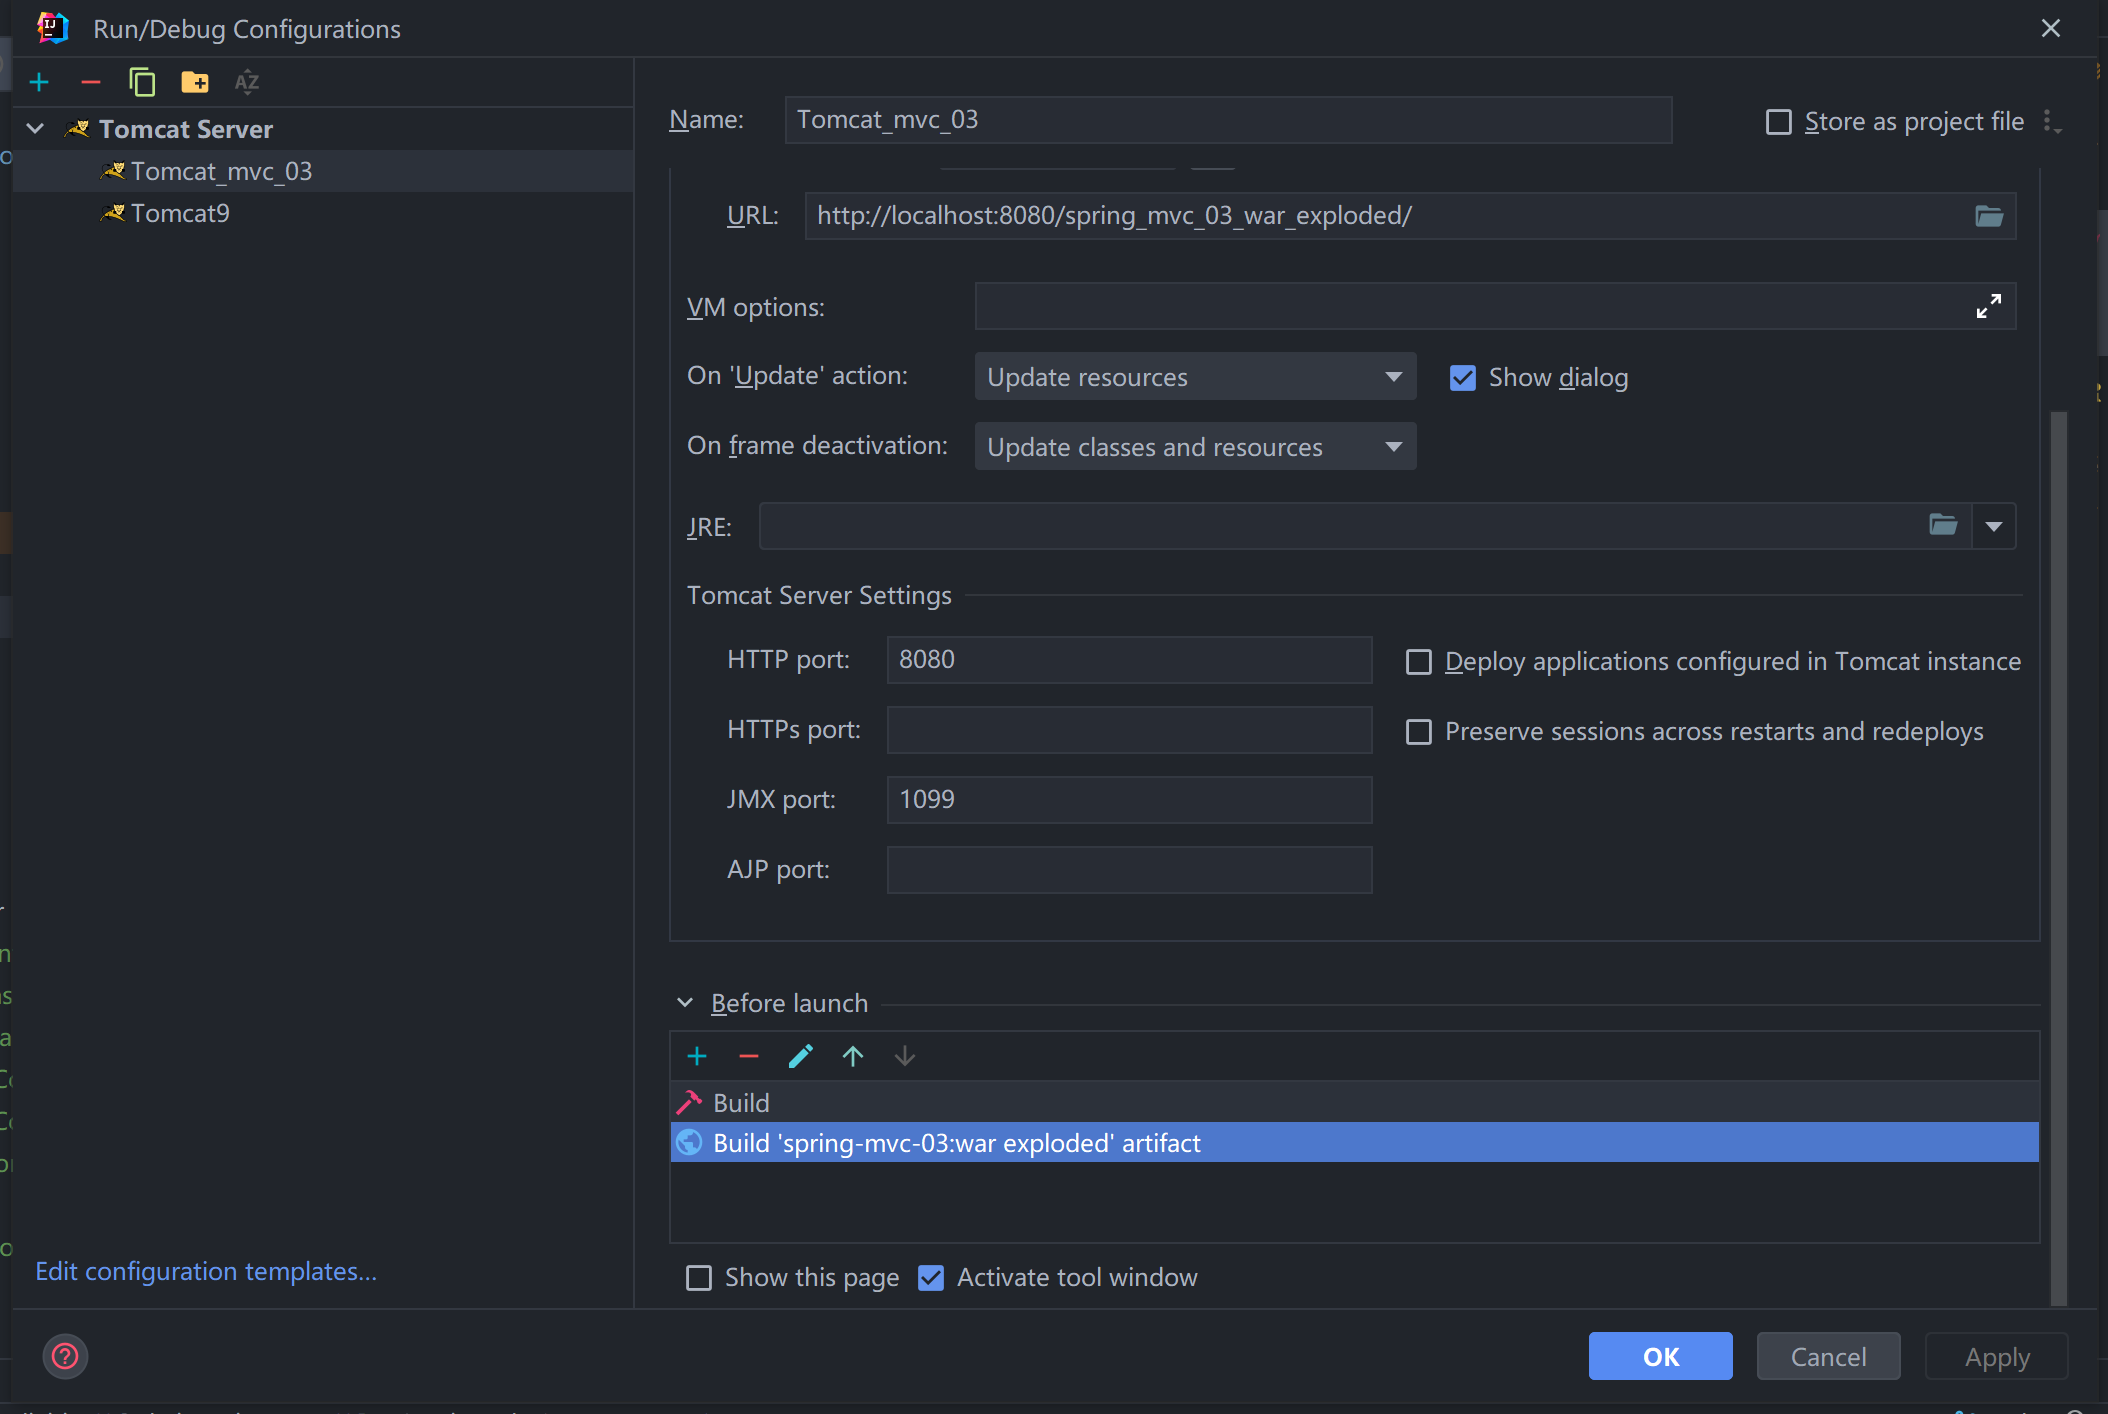 Run/Debug Configurations
Tomcat Server
Tomcat_mvc_03
Tomcat9
Edit configuration templates...
Name: Tomcat_mvc_03
Store as project file
URL: http://localhost:8080/spring_mvc_03_war_exploded/
VM options:
On 'Update' action: Update resources Show dialog
On frame deactivation: Update classes and resources
JRE:
Tomcat Server Settings
HTTP port: 8080 Deploy applications configured in Tomcat instance
HTTPs port: Preserve sessions across restarts and redeploys
JMX port: 1099
AJP port:
Before launch
Build
Build 'spring-mvc-03:war exploded' artifact
Show this page Activate tool window
OK Cancel Apply